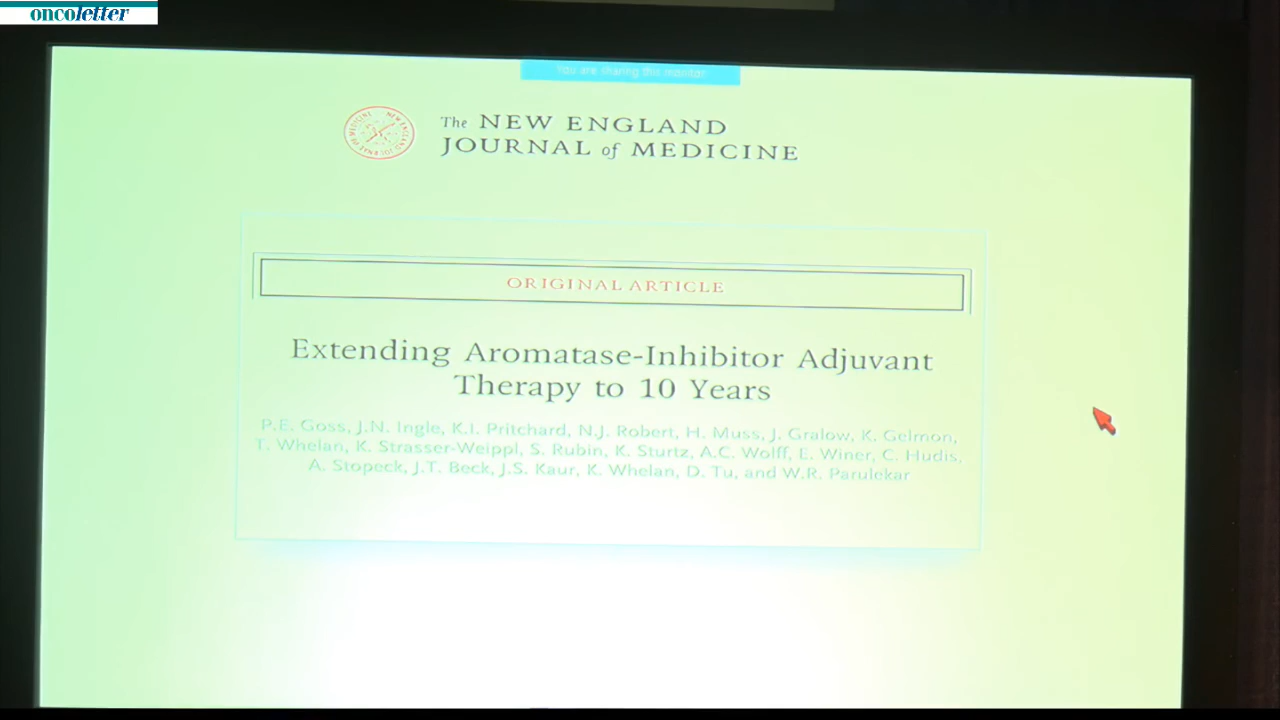 oncoletter
You are sharing this monitor
The NEW ENGLAND
JOURNAL of MEDICINE
ORIGINAL ARTICLE
Extending Aromatase-Inhibitor Adjuvant
Therapy to 10 Years
P.E. Goss, J.N. Ingle, K.I. Pritchard, N.J. Robert, H. Muss, J. Gralow, K. Gelmon,
T. Whelan, K. Strasser-Weippl, S. Rubin, K. Sturtz, A.C. Wolff, E. Winer, C. Hudis,
A. Stopeck, J.T. Beck, J.S. Kaur, K. Whelan, D. Tu, and W.R. Parulekar